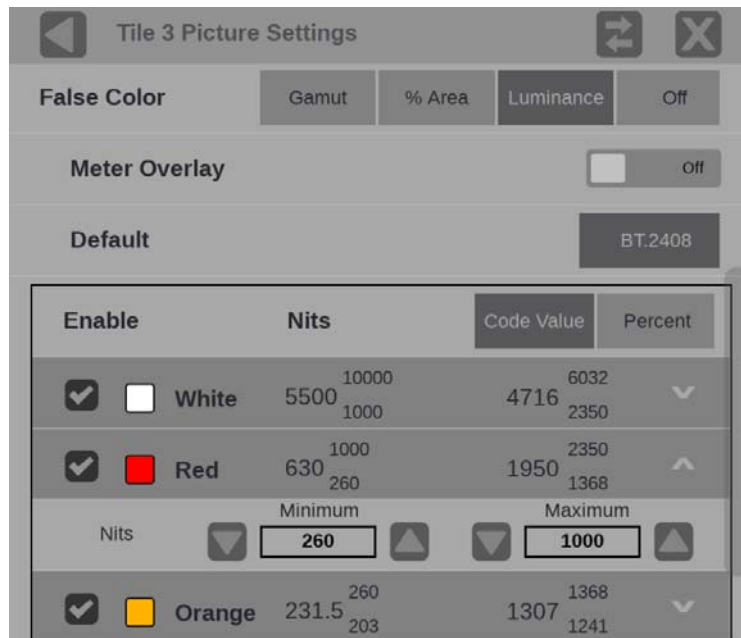 Tile 3 Picture Settings
False Color Gamut % Area Luminance Off
Meter Overlay Off
Default BT.2408
Enable Nits Code Value Percent
White 5500 10000 1000 4716 6032 2350
Red 630 1000 260 1950 2350 1368
Minimum Maximum
Nits 260 1000
Orange 231.5 260 203 1307 1368 1241